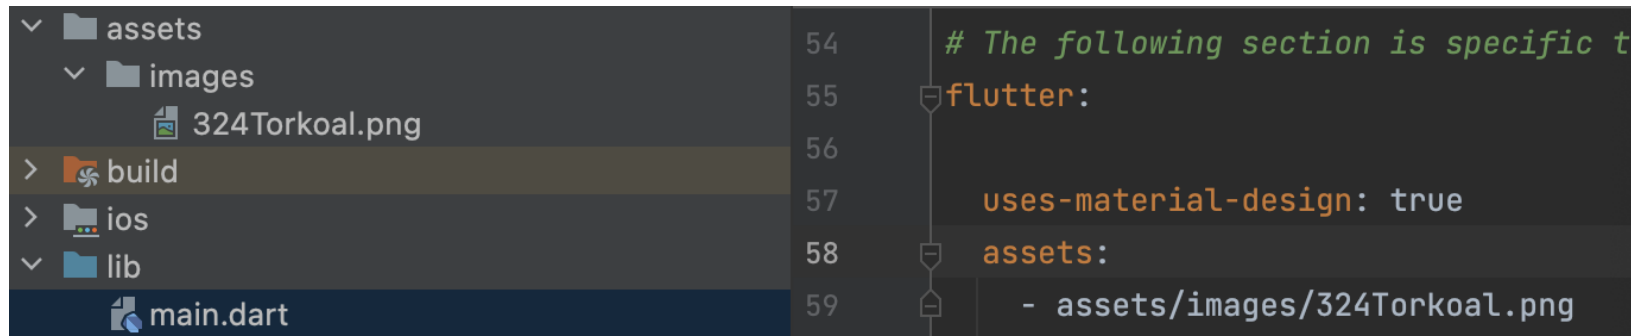 assets
images
324Torkoal.png
build
ios
lib
main.dart
54 # The following section is specific t
55 flutter:
56
57 uses-material-design: true
58 assets:
59 - assets/images/324Torkoal.png